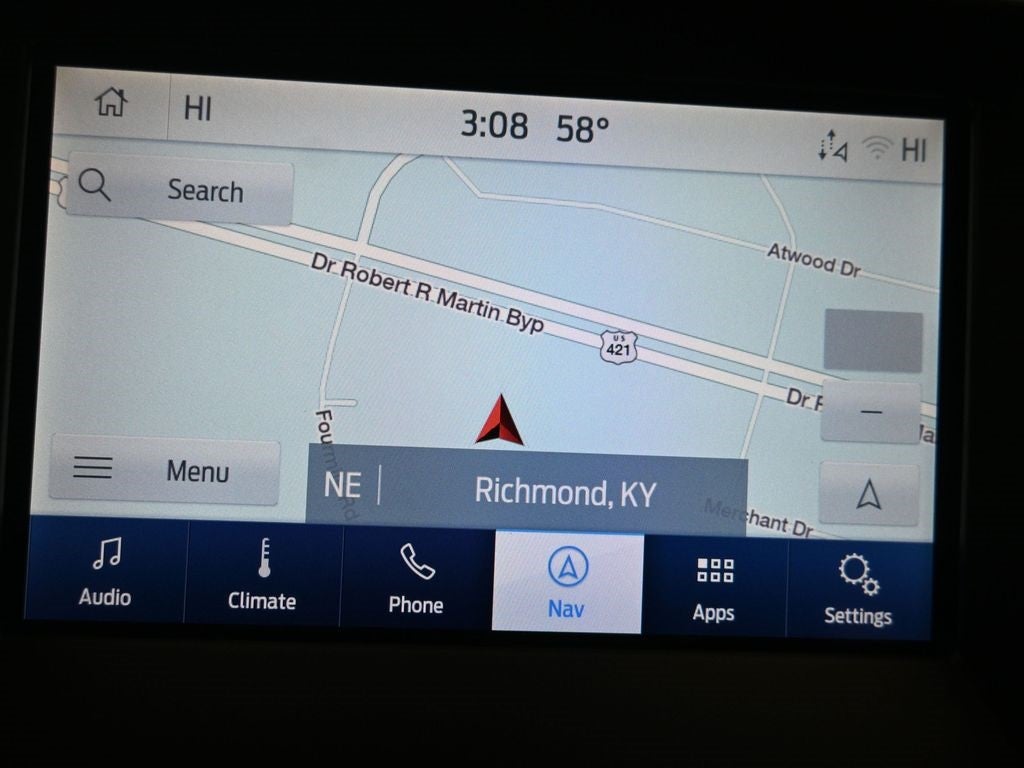 HI
3:08 58°
HI
Search
Atwood Dr
Dr Robert R Martin Byp
US
421
Dr
Menu
NE
Richmond, KY
Merchant Dr
Audio
Climate
Phone
Nav
Apps
Settings